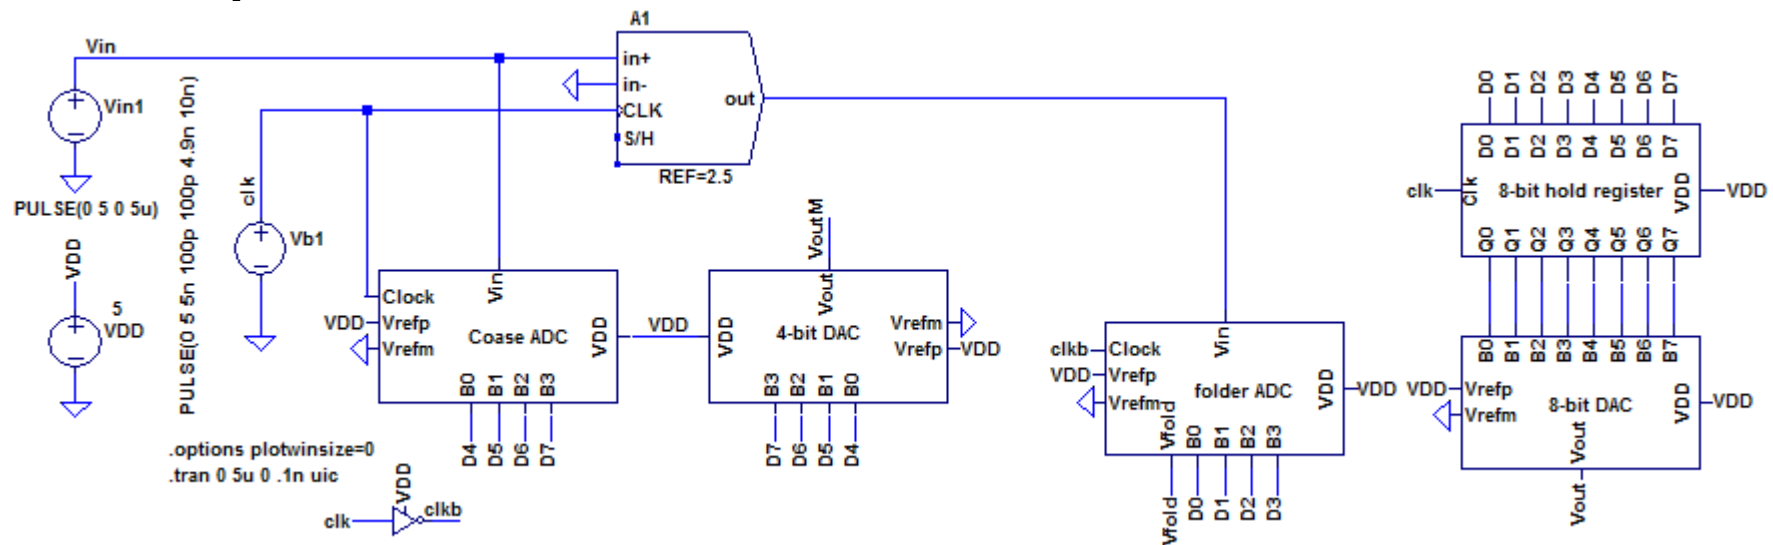 Vin
Vin1
PULSE(0 5 0 5u)
VDD
5
VDD
PULSE(0 5 5n 100p 100p 4.9n 10n)
clk
Vb1
A1
in+
in-
CLK
S/H
out
REF=2.5
Clock
VDD
Vrefp
Vrefm
Vin
Coase ADC
VDD
B0
B1
B2
B3
D4
D5
D6
D7
VDD
VoutM
Vout
VDD
4-bit DAC
Vrefm
Vrefp
VDD
B3
B2
B1
B0
D7
D6
D5
D4
.options plotwinsize=0
.tran 0 5u 0 .1n uic
VDD
clk
clkb
clkb
Clock
VDD
Vrefp
Vrefm
Vin
folder ADC
VDD
VDD
Vfold
B0
B1
B2
B3
Vfold
D0
D1
D2
D3
D0
D1
D2
D3
D4
D5
D6
D7
D0
D1
D2
D3
D4
D5
D6
D7
clk
Clk
8-bit hold register
VDD
VDD
Q0
Q1
Q2
Q3
Q4
Q5
Q6
Q7
B0
B1
B2
B3
B4
B5
B6
B7
VDD
Vrefp
Vrefm
8-bit DAC
VDD
VDD
Vout
Vout